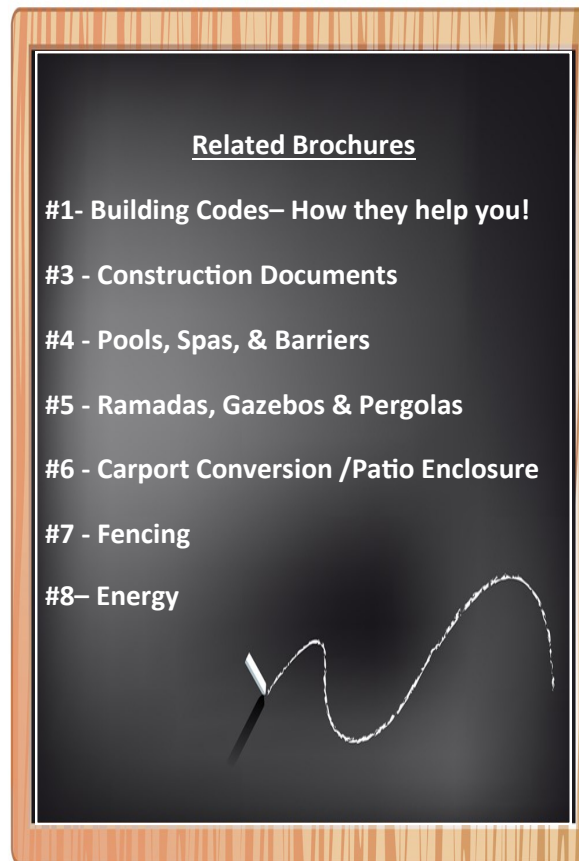 Related Brochures
#1- Building Codes– How they help you!
#3 - Construction Documents
#4 - Pools, Spas, & Barriers
#5 - Ramadas, Gazebos & Pergolas
#6 - Carport Conversion /Patio Enclosure
#7 - Fencing
#8– Energy